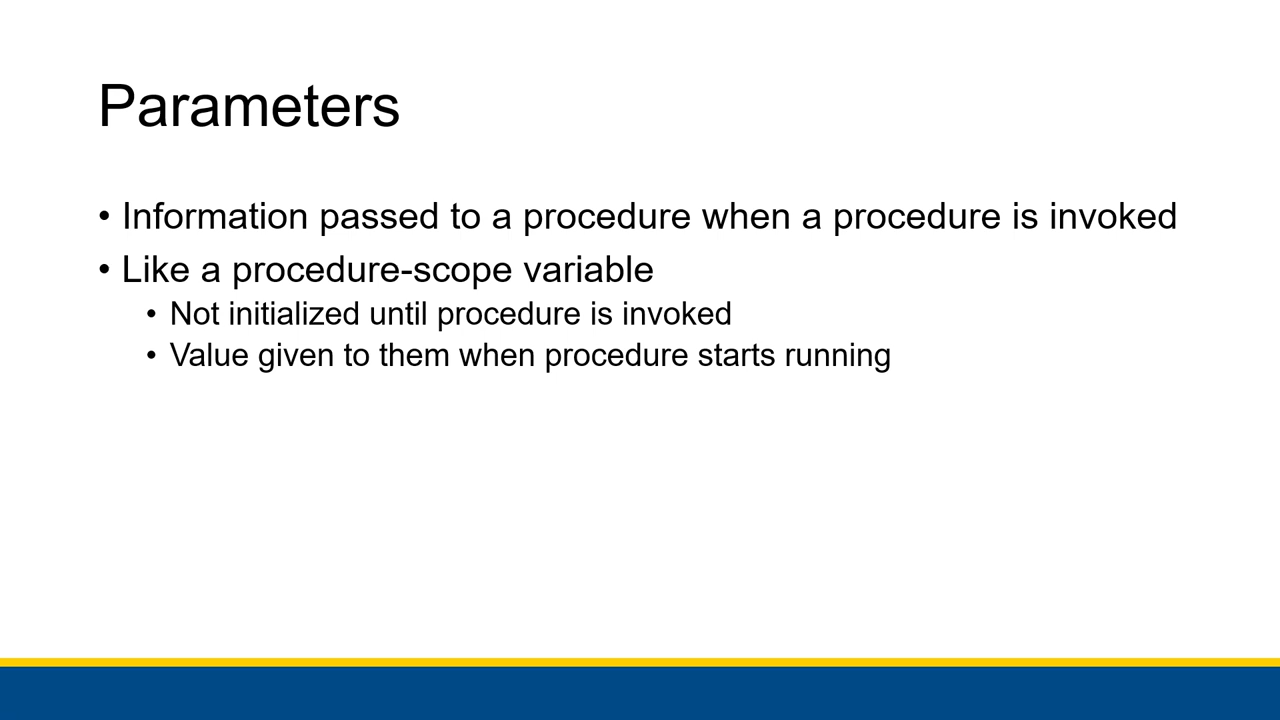 Parameters
• Information passed to a procedure when a procedure is invoked
• Like a procedure-scope variable
• Not initialized until procedure is invoked
• Value given to them when procedure starts running